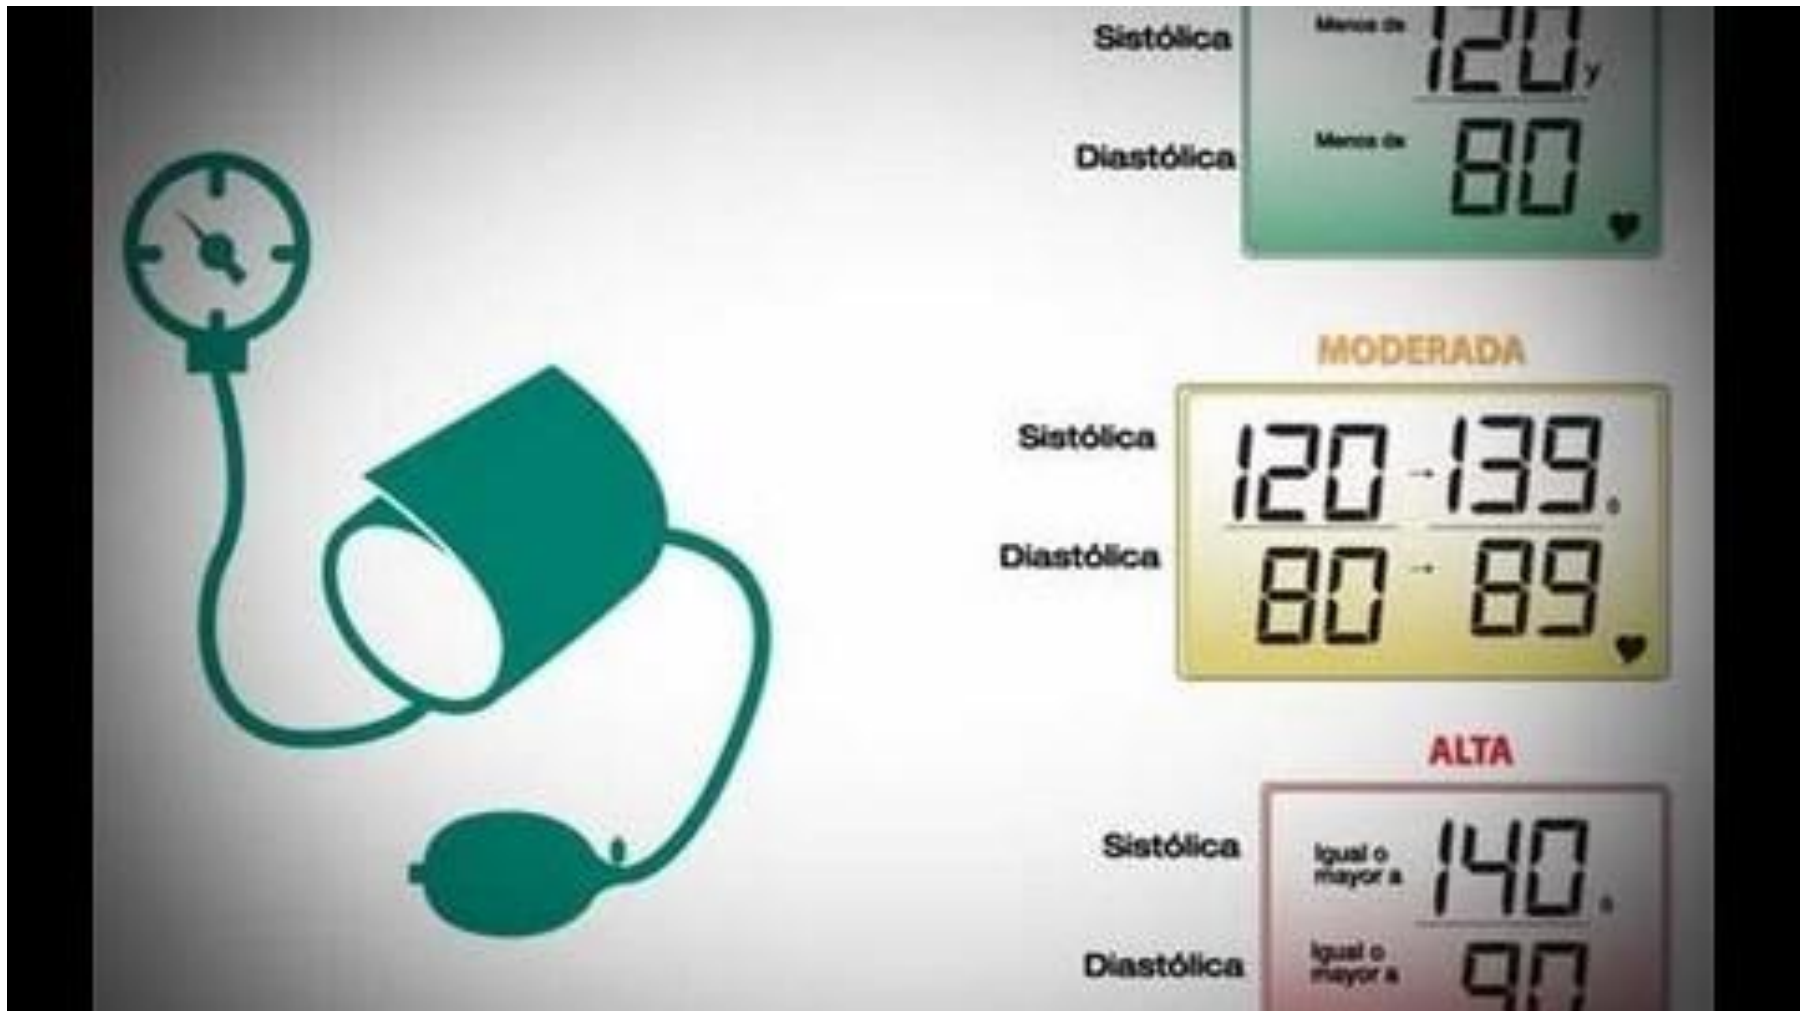 Sistólica
Menos de
120 y
Diastólica
Menos de
80
MODERADA
Sistólica
120 → 139 ó
Diastólica
80 → 89
ALTA
Sistólica
Igual o
mayor a
140 ó
Diastólica
Igual o
mayor a
90